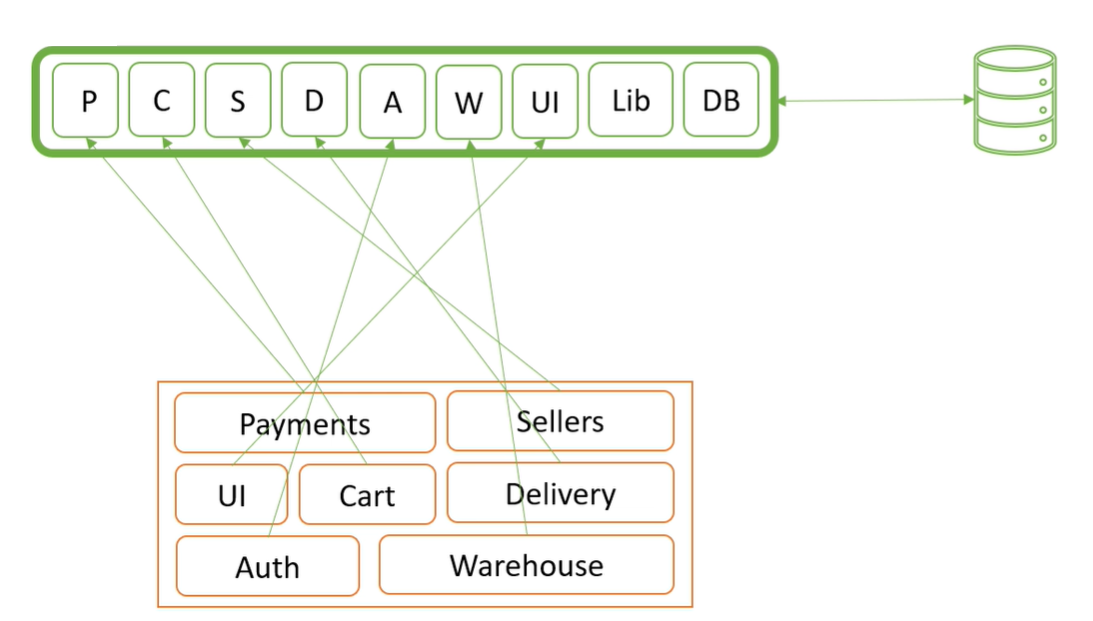 P C S D A W UI Lib DB
Payments Sellers
UI Cart Delivery
Auth Warehouse